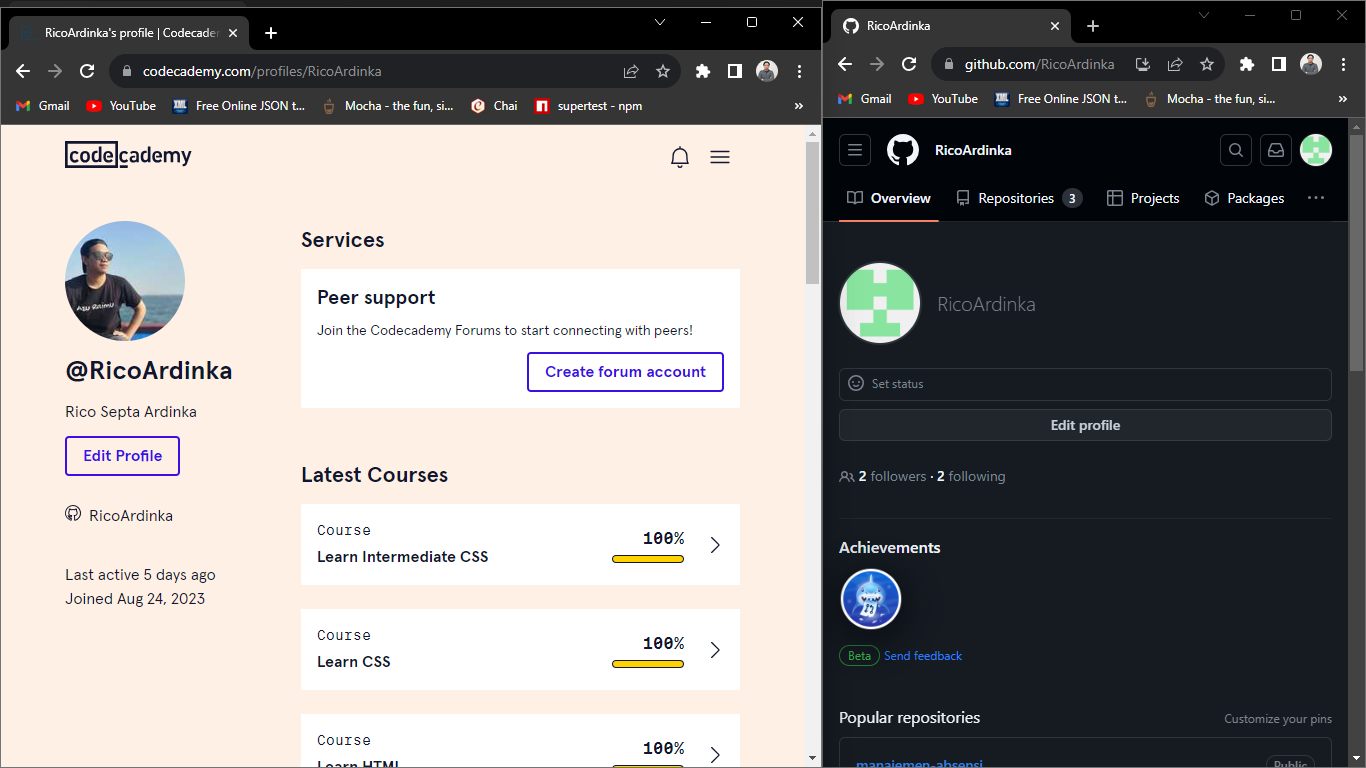 RicoArdinka's profile | Codecader
codecademy.com/profiles/RicoArdinka
Gmail
YouTube
Free Online JSON t...
Mocha - the fun, si...
Chai
supertest - npm
»
codecademy
@RicoArdinka
Rico Septa Ardinka
Edit Profile
RicoArdinka
Last active 5 days ago
Joined Aug 24, 2023
Services
Peer support
Join the Codecademy Forums to start connecting with peers!
Create forum account
Latest Courses
Course
Learn Intermediate CSS
100%
Course
Learn CSS
100%
Course
Learn HTML
100%
RicoArdinka
github.com/RicoArdinka
Gmail
YouTube
Free Online JSON t...
Mocha - the fun, si...
»
RicoArdinka
Overview
Repositories 3
Projects
Packages
RicoArdinka
Set status
Edit profile
2 followers · 2 following
Achievements
Beta Send feedback
Popular repositories
Customize your pins
manajemen-absensi
Public